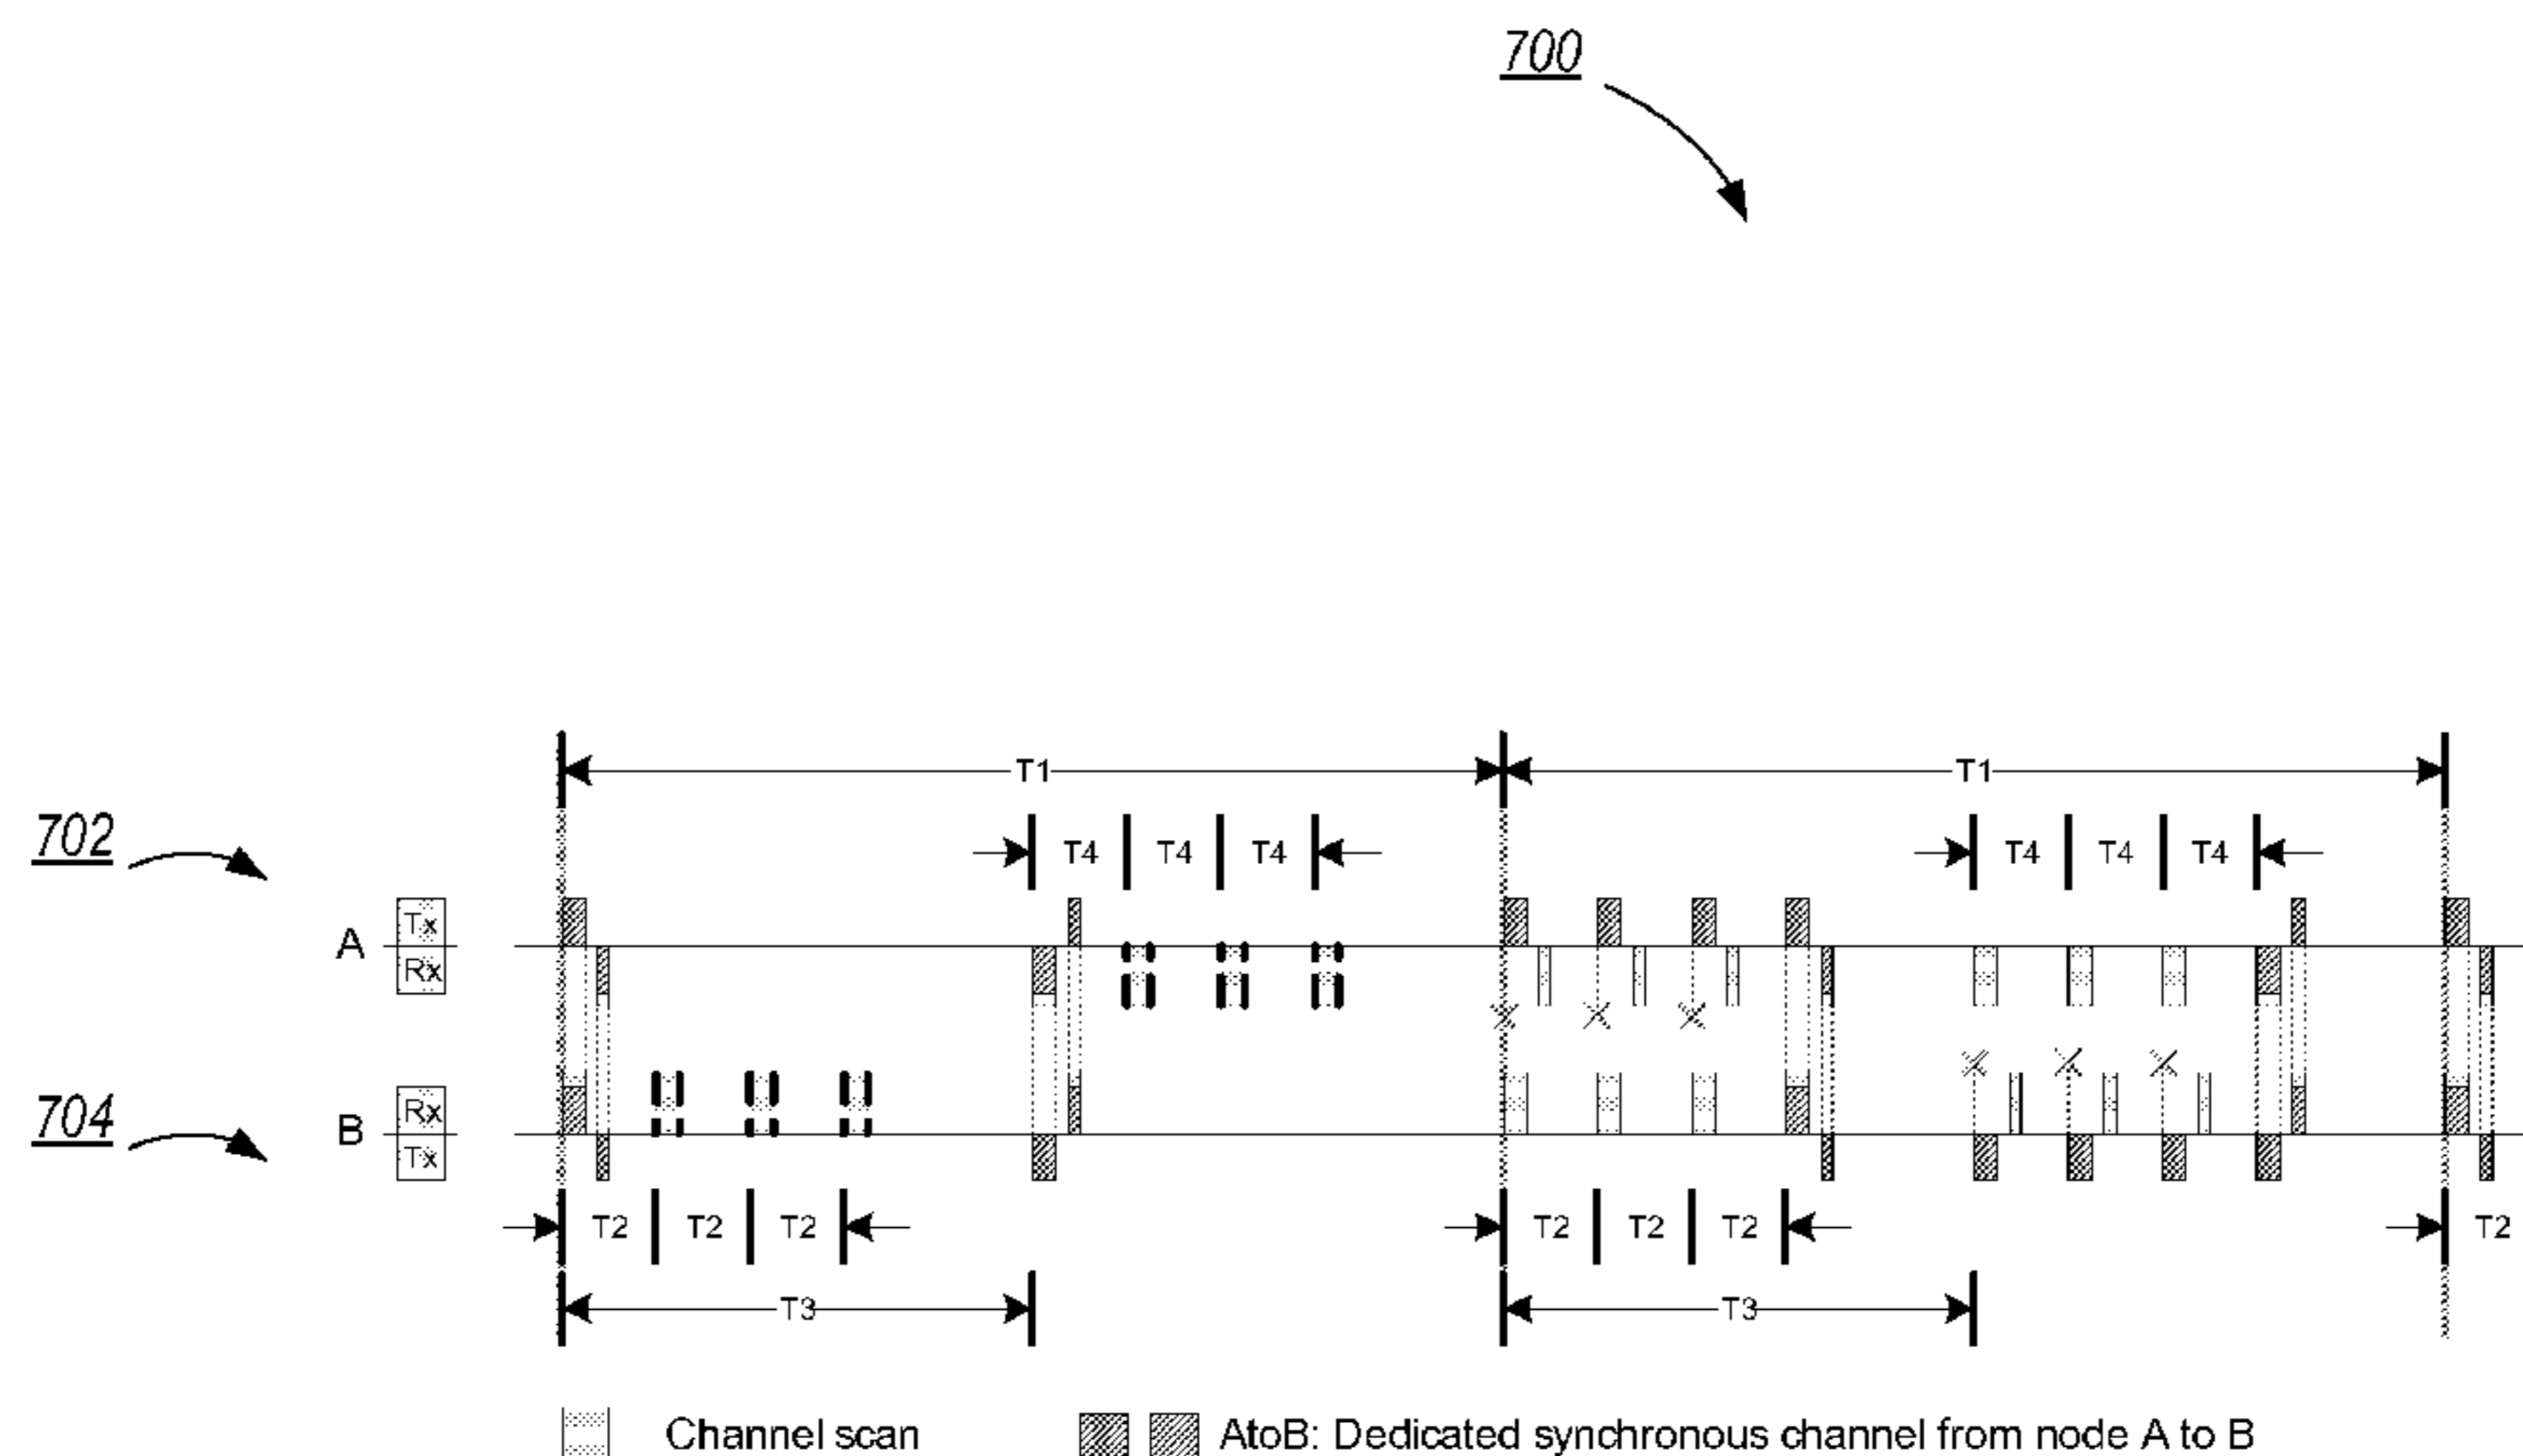 700
T1 T1
702
T4 T4 T4 T4 T4 T4
Tx
A
Rx
704
Rx
B
Tx
T2 T2 T2 T2 T2 T2 T2
T3 T3
Channel scan AtoB: Dedicated synchronous channel from node A to B